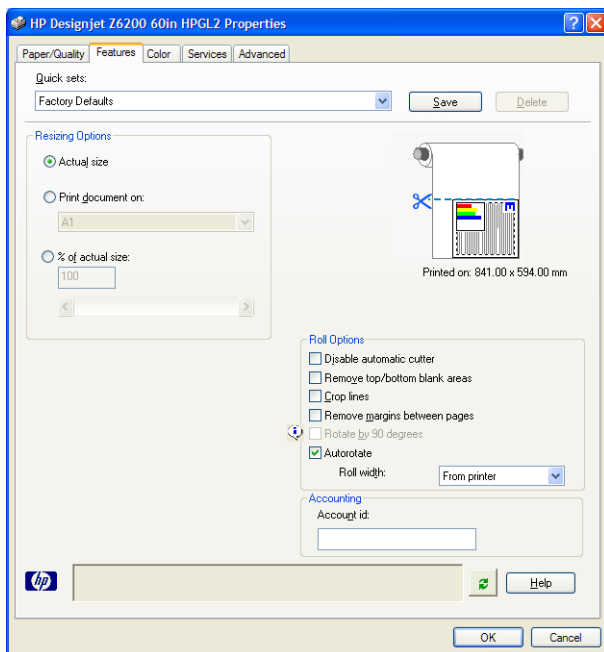 HP Designjet Z6200 60in HPGL2 Properties
Paper/Quality Features Color Services Advanced
Quick sets:
Factory Defaults Save Delete
Resizing Options
Actual size
Print document on:
A1
% of actual size:
100
Printed on: 841.00 x 594.00 mm
Roll Options
Disable automatic cutter
Remove top/bottom blank areas
Crop lines
Remove margins between pages
Rotate by 90 degrees
Autorotate
Roll width: From printer
Accounting
Account id:
hp Help
OK Cancel